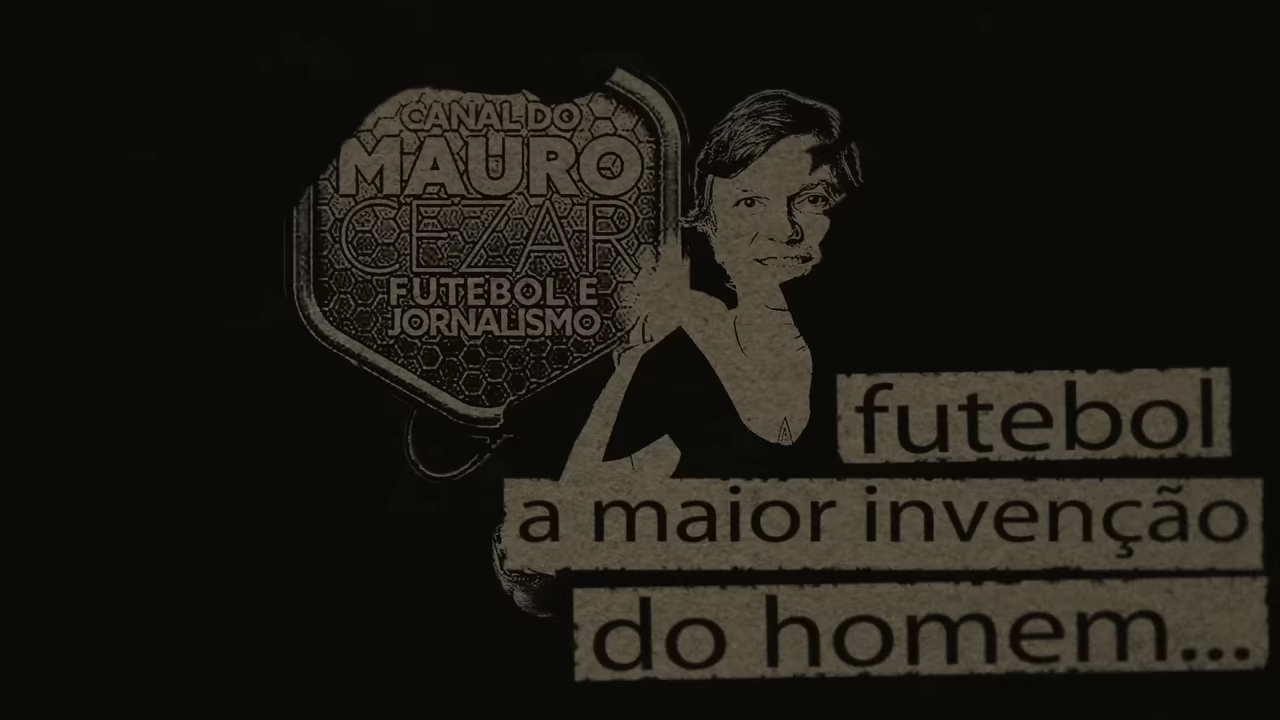 CANAL DO
MAURO
CEZAR
FUTEBOL E
JORNALISMO
futebol
a maior invenção
do homem...